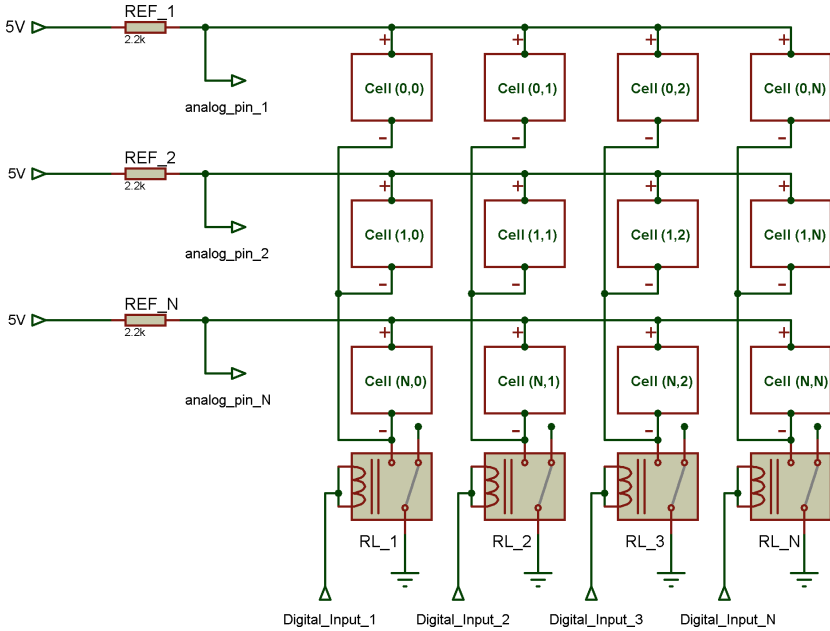 REF_1
5V
2.2k
+ + + +
Cell (0,0) Cell (0,1) Cell (0,2) Cell (0,N)
analog_pin_1
- - - -
REF_2
5V
2.2k
+ + + +
Cell (1,0) Cell (1,1) Cell (1,2) Cell (1,N)
analog_pin_2
- - - -
REF_N
5V
2.2k
+ + + +
Cell (N,0) Cell (N,1) Cell (N,2) Cell (N,N)
analog_pin_N
- - - -
RL_1 RL_2 RL_3 RL_N
Digital_Input_1 Digital_Input_2 Digital_Input_3 Digital_Input_N